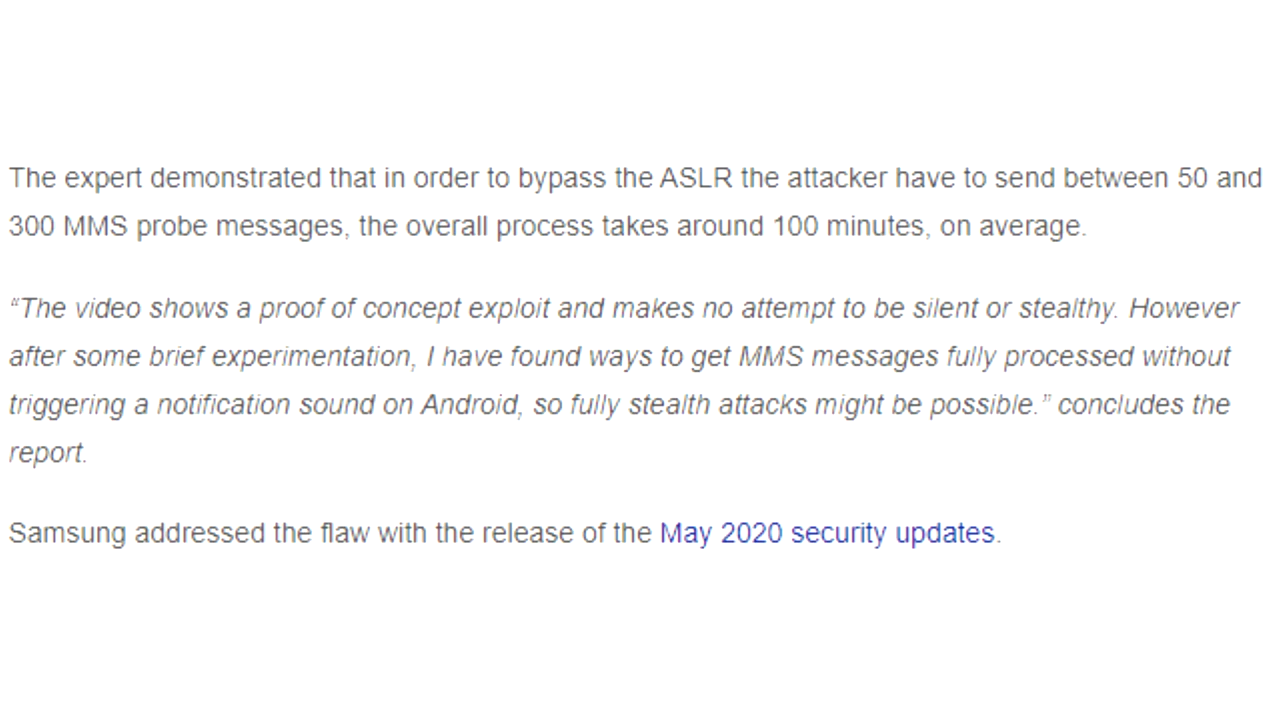 The expert demonstrated that in order to bypass the ASLR the attacker have to send between 50 and
300 MMS probe messages, the overall process takes around 100 minutes, on average.
“The video shows a proof of concept exploit and makes no attempt to be silent or stealthy. However
after some brief experimentation, I have found ways to get MMS messages fully processed without
triggering a notification sound on Android, so fully stealth attacks might be possible.” concludes the
report.
Samsung addressed the flaw with the release of the May 2020 security updates.